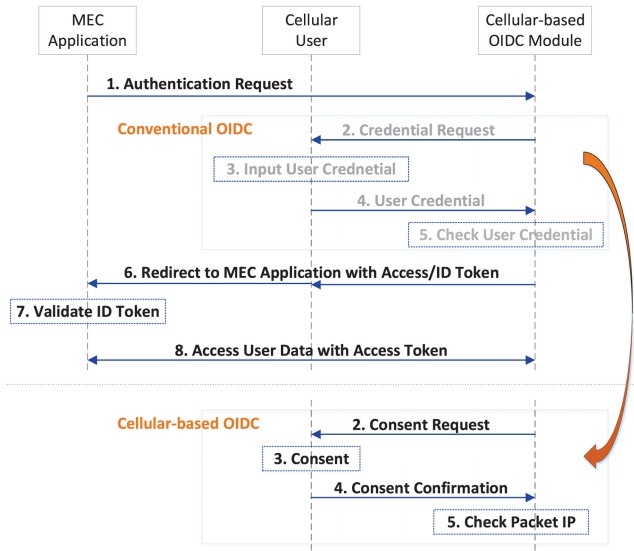 MEC
Application
Cellular
User
Cellular-based
OIDC Module
1. Authentication Request
Conventional OIDC
2. Credential Request
3. Input User Crednetial
4. User Credential
5. Check User Credential
6. Redirect to MEC Application with Access/ID Token
7. Validate ID Token
8. Access User Data with Access Token
Cellular-based OIDC
2. Consent Request
3. Consent
4. Consent Confirmation
5. Check Packet IP